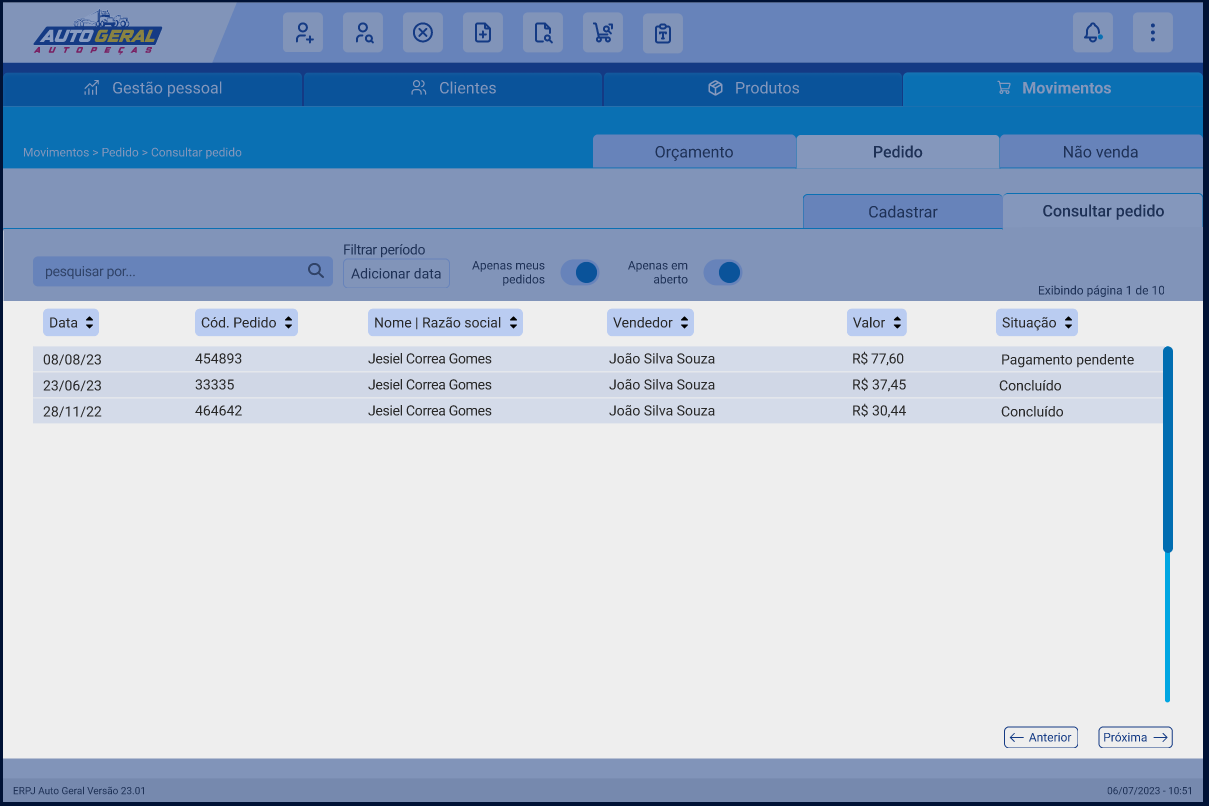 AUTO GERAL
AUTOPEÇAS
Gestão pessoal
Clientes
Produtos
Movimentos
Movimentos > Pedido > Consultar pedido
Orçamento
Pedido
Não venda
Cadastrar
Consultar pedido
pesquisar por...
Filtrar período
Adicionar data
Apenas meus
pedidos
Apenas em
aberto
Exibindo página 1 de 10
Data Cód. Pedido Nome | Razão social Vendedor Valor Situação
08/08/23 454893 Jesiel Correa Gomes João Silva Souza R$ 77,60 Pagamento pendente
23/06/23 33335 Jesiel Correa Gomes João Silva Souza R$ 37,45 Concluído
28/11/22 464642 Jesiel Correa Gomes João Silva Souza R$ 30,44 Concluído
Anterior
Próxima
ERPJ Auto Geral Versão 23.01
06/07/2023 - 10:51